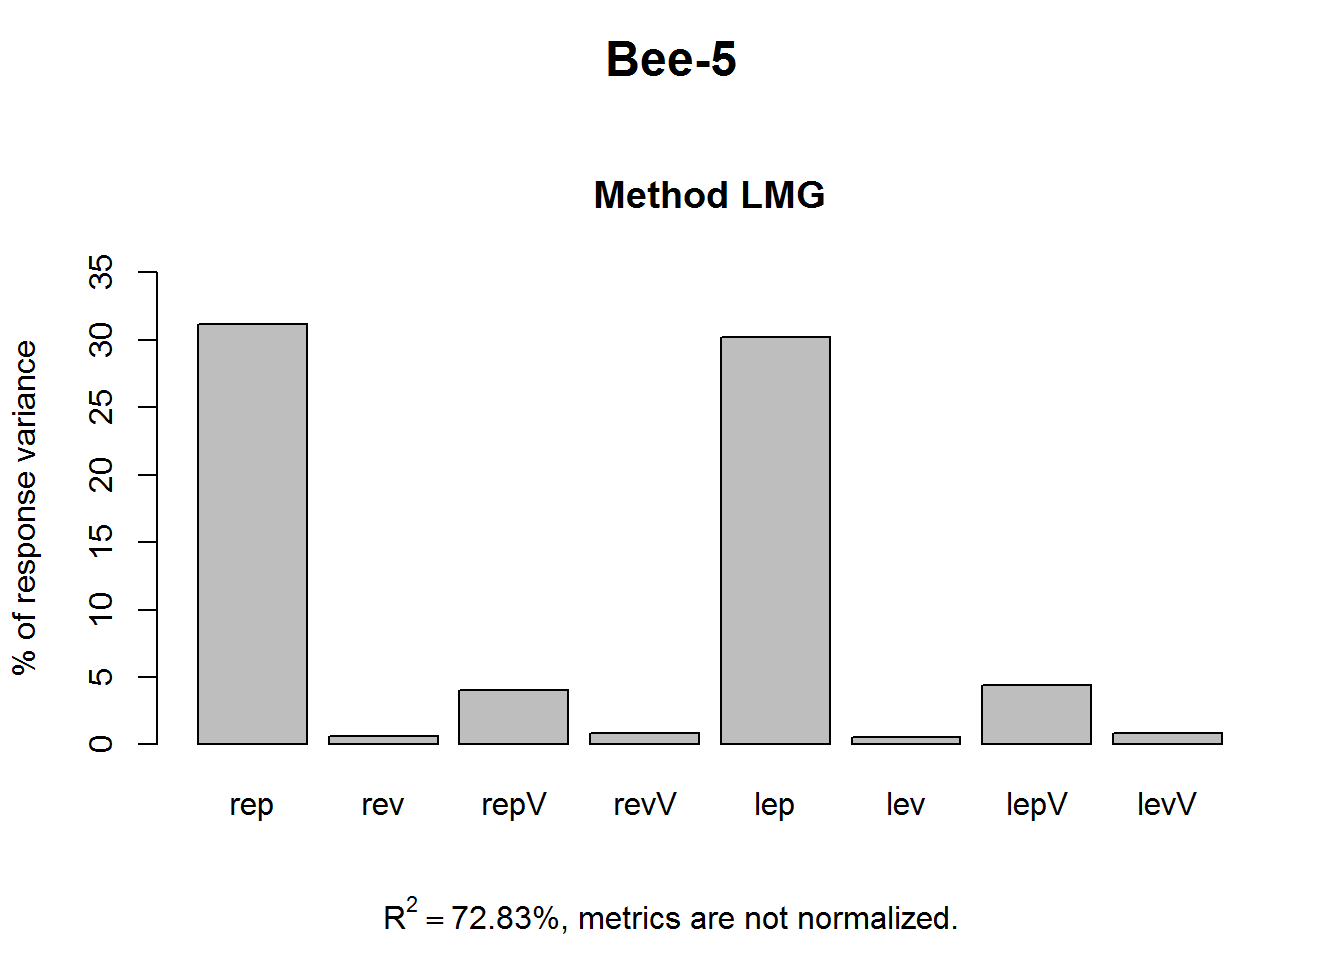 Bee-5
Method LMG
% of response variance
35
30
25
20
15
10
5
0
rep rev repV revV lep lev lepV levV
R² = 72.83%, metrics are not normalized.